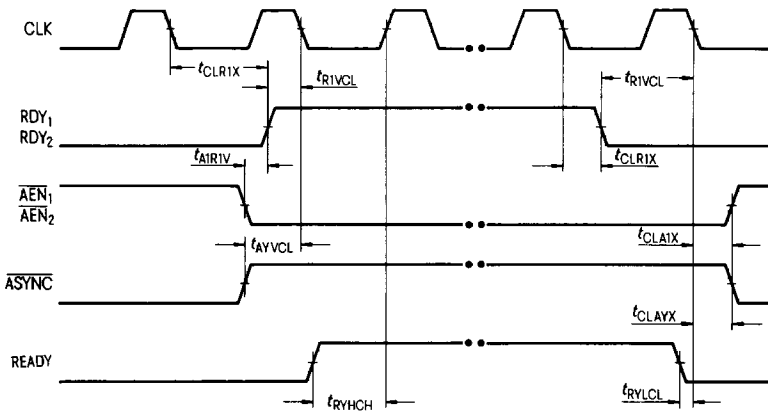 CLK
tCLR1X
tR1VCL
tR1VCL
RDY1
RDY2
tA1R1V
tCLR1X
AEN1
AEN2
tAYVCL
tCLA1X
ASYNC
tCLAYX
READY
tRYHCH
tRYLCL